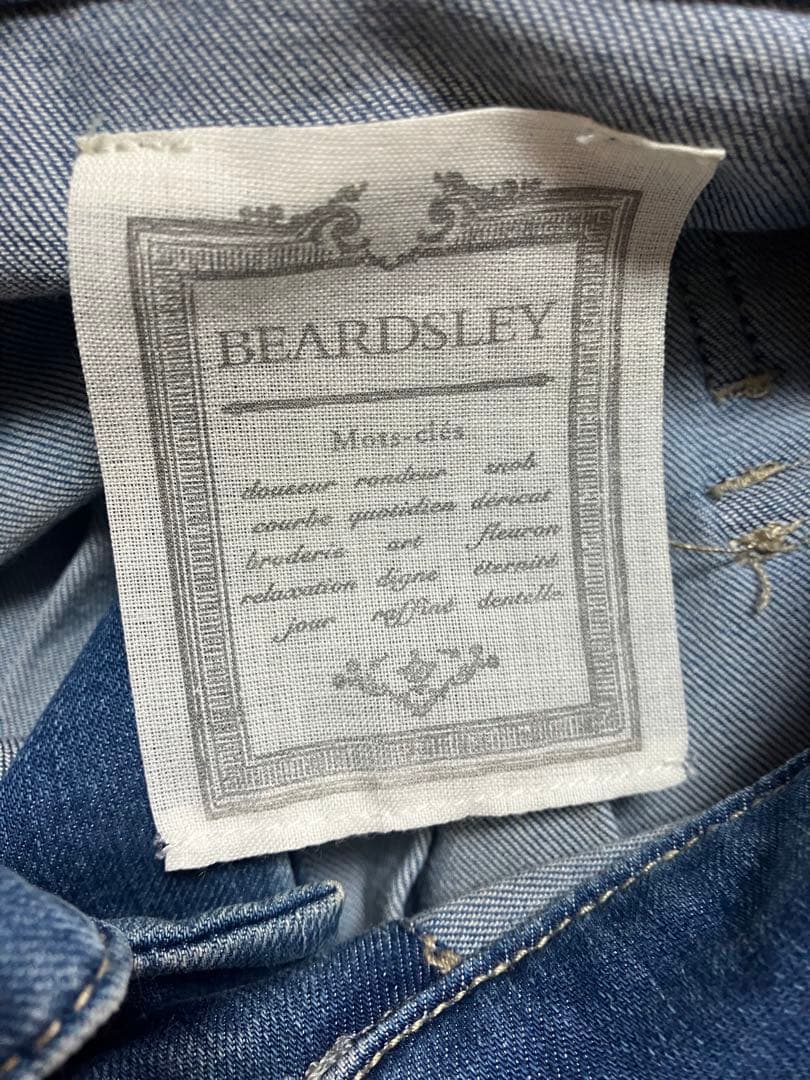 BEARDSLEY
Mots-clés
douceur rondeur snob
courbe quotidien délicat
broderie art fleuron
relaxation digne éternité
jour raffiné dentelle